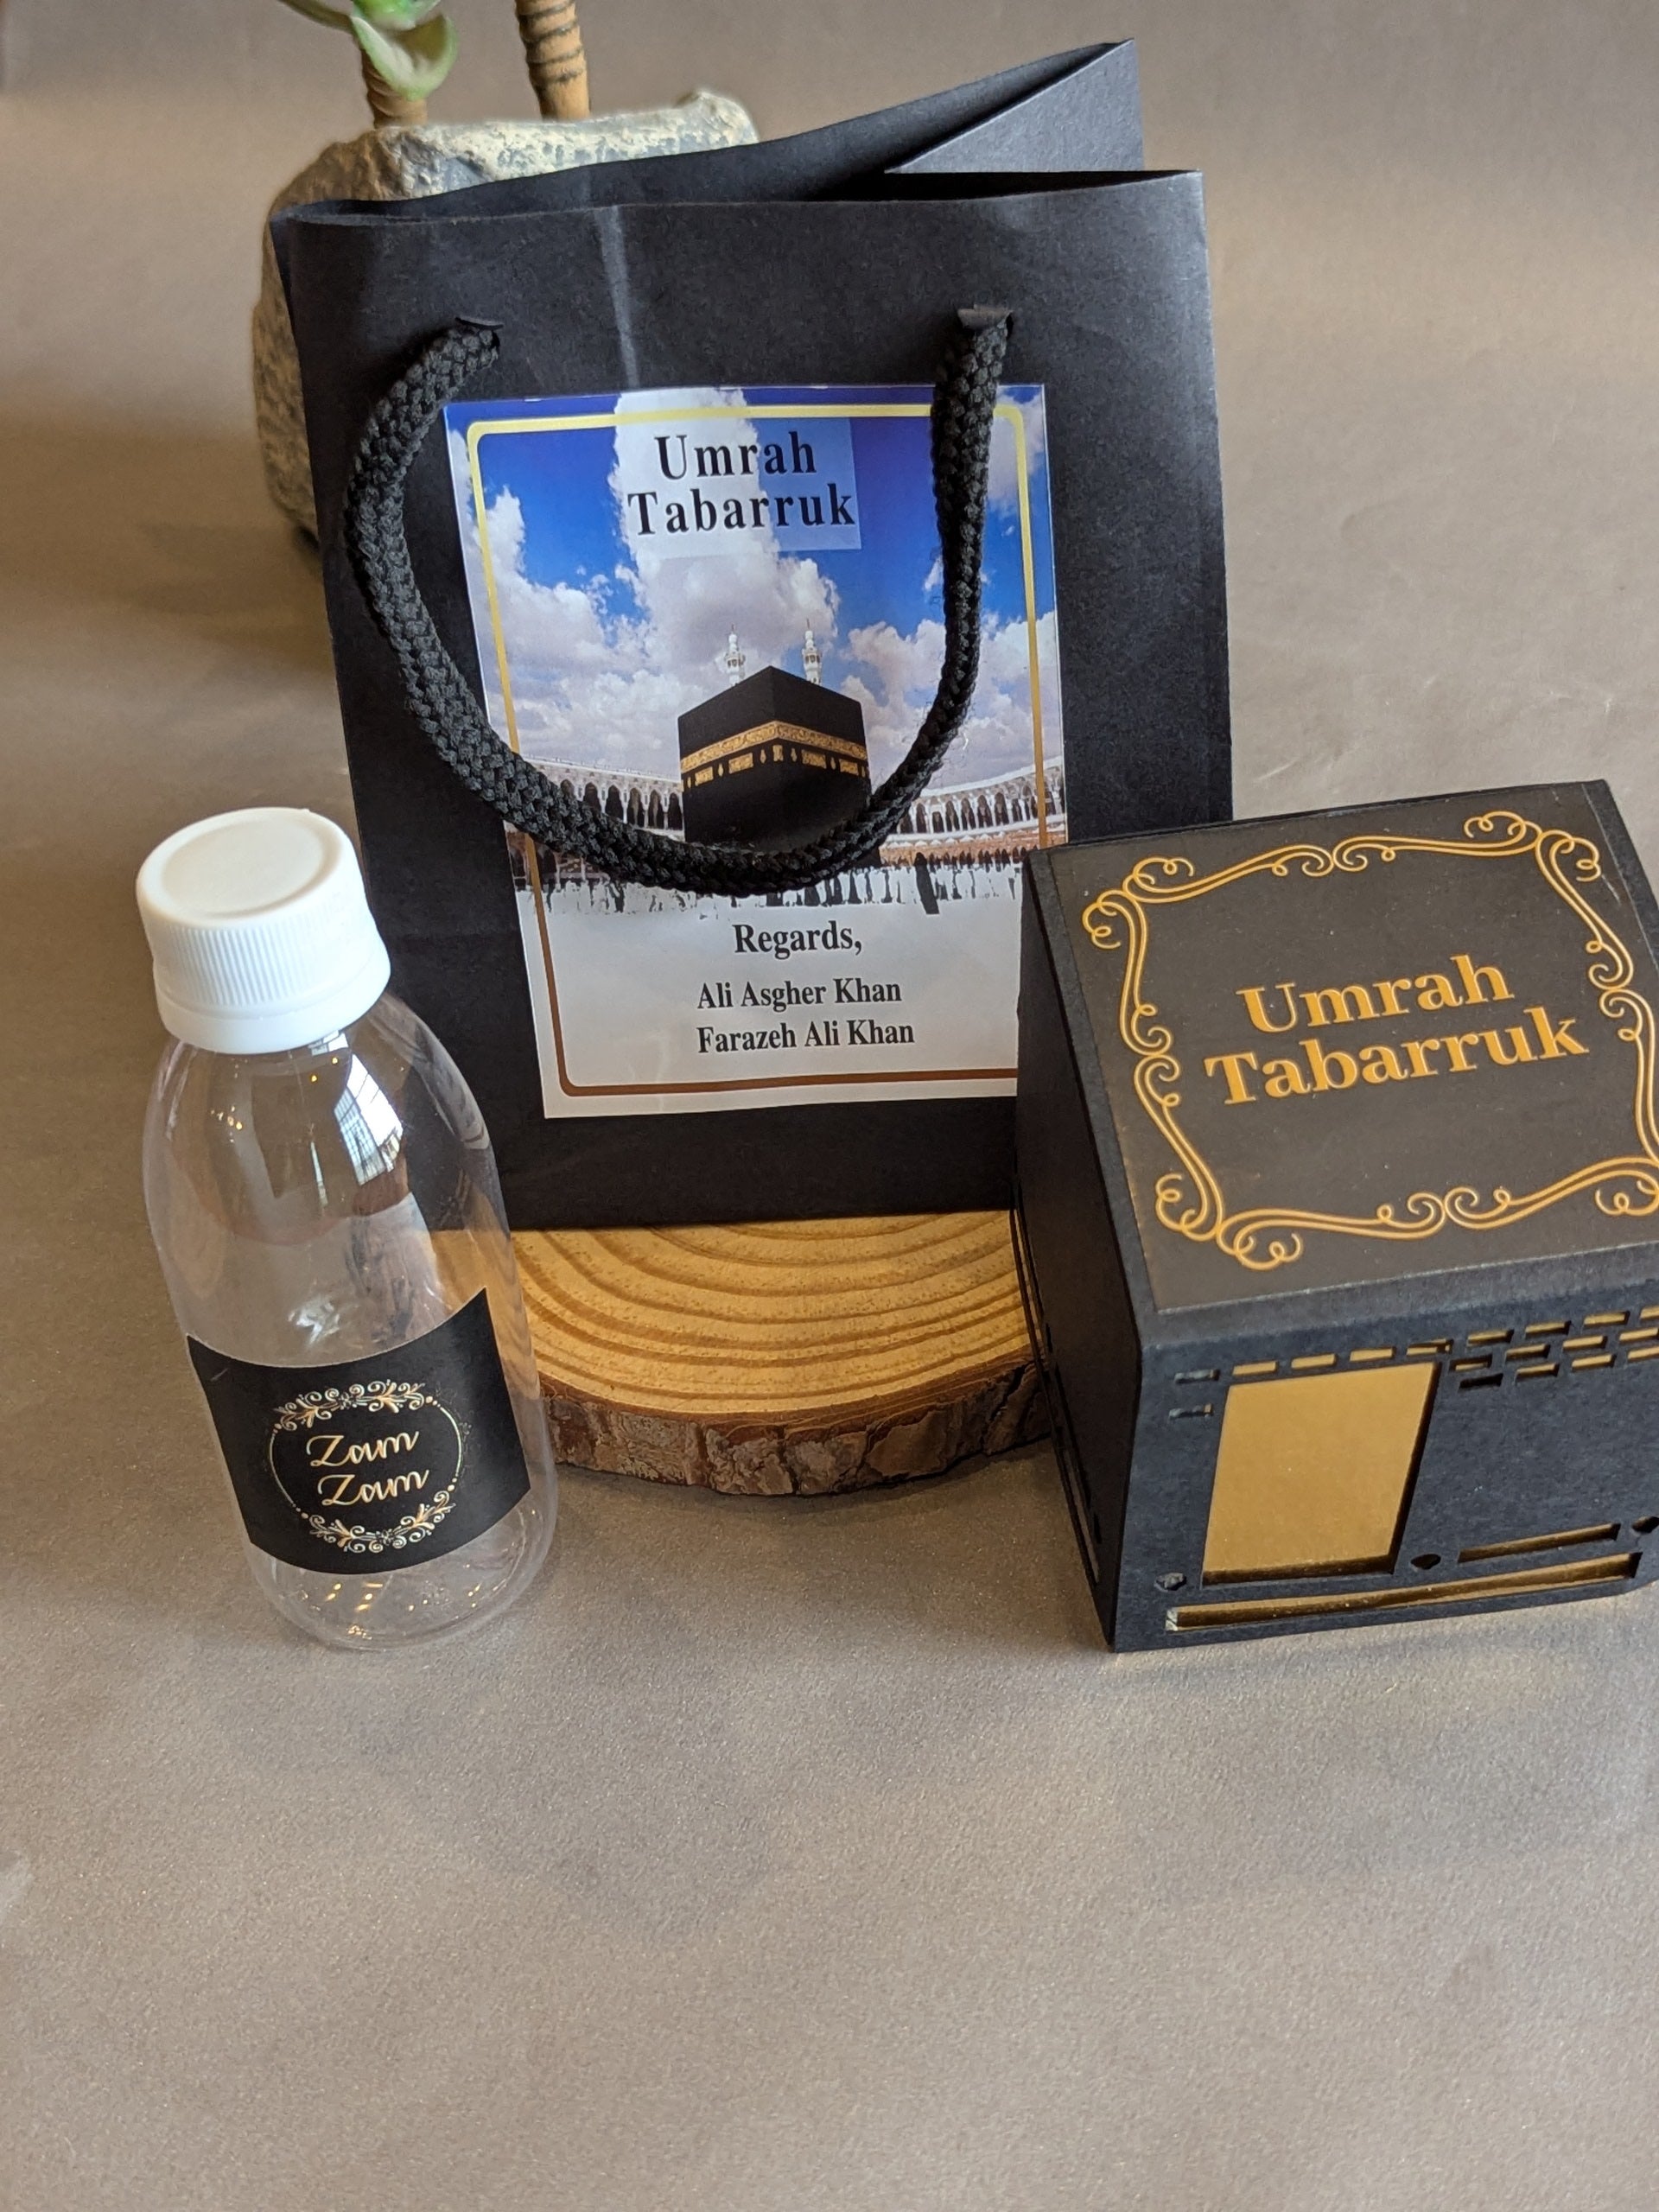 Umrah
Tabarruk
Regards,
Ali Asgher Khan
Farazeh Ali Khan
Umrah
Tabarruk
Zam
Zam